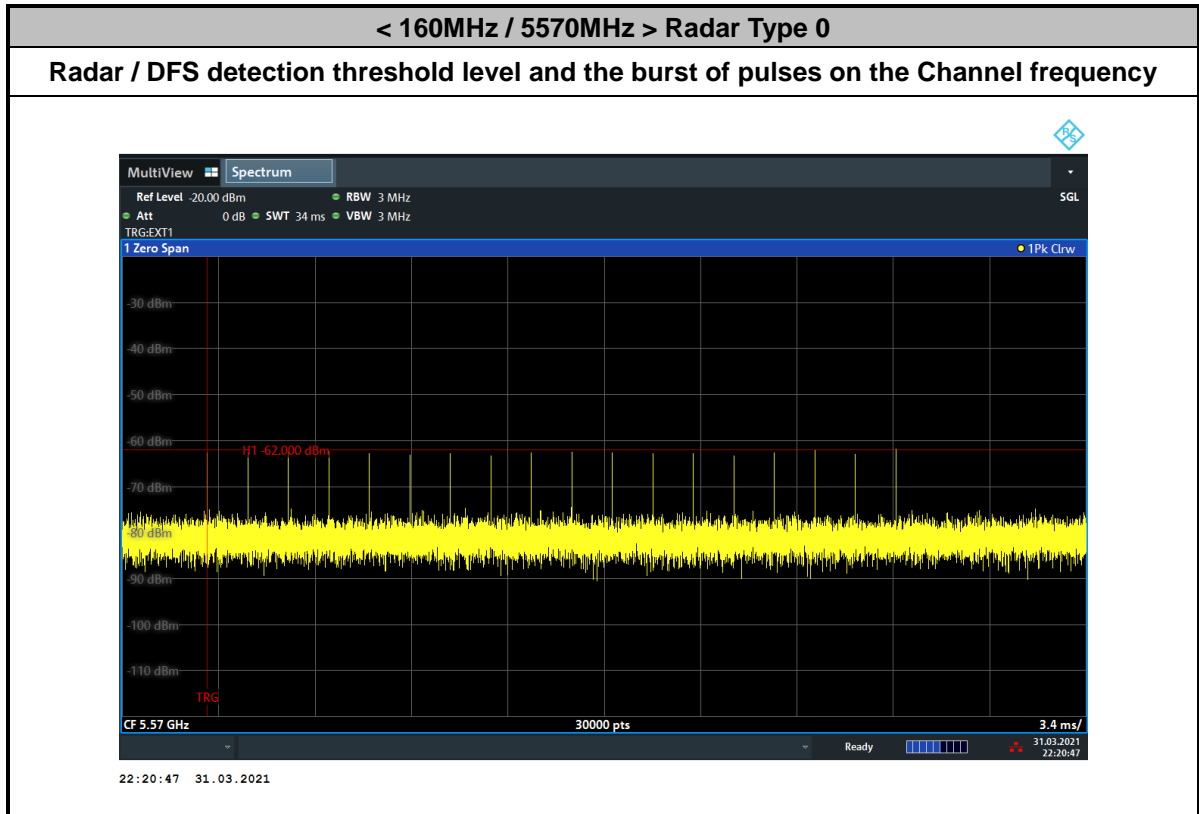 < 160MHz / 5570MHz > Radar Type 0
Radar / DFS detection threshold level and the burst of pulses on the Channel frequency
R S
MultiView Spectrum
Ref Level -20.00 dBm RBW 3 MHz SGL
Att 0 dB SWT 34 ms VBW 3 MHz
TRG:EXT1
1 Zero Span 1Pk Clrw
-30 dBm
-40 dBm
-50 dBm
-60 dBm
H1 -62.000 dBm
-70 dBm
-80 dBm
-90 dBm
-100 dBm
-110 dBm
TRG
CF 5.57 GHz 30000 pts 3.4 ms/
Ready 31.03.2021
22:20:47
22:20:47 31.03.2021